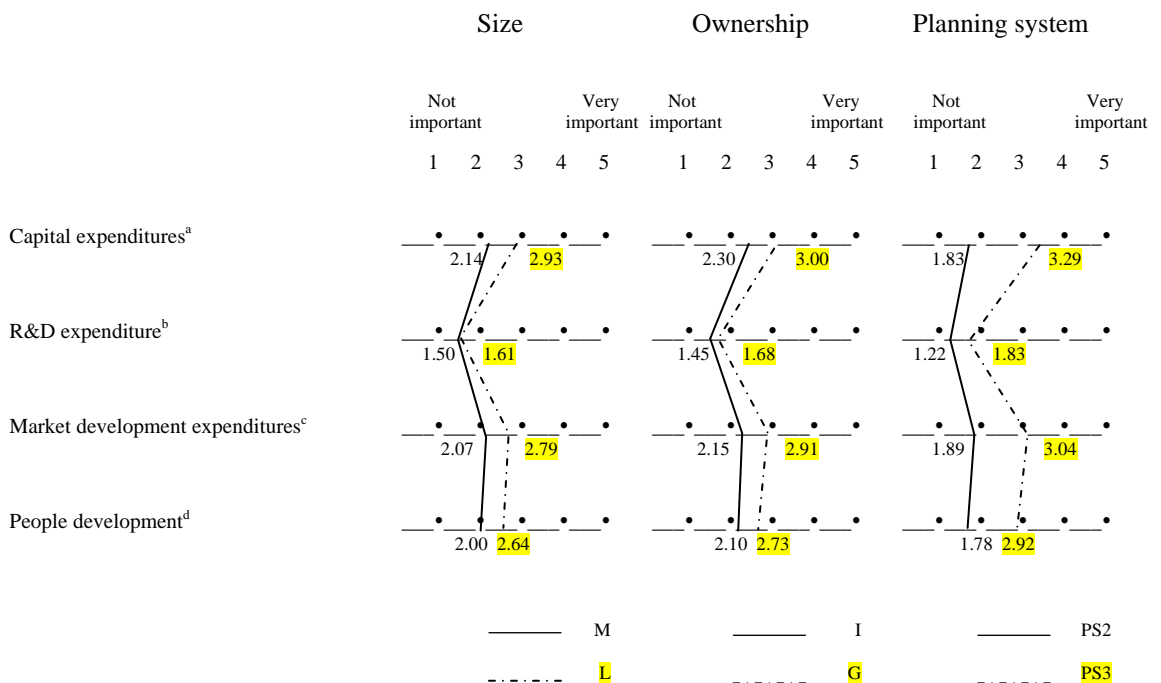 Size Ownership Planning system
Not important Very important Not important Very important Not important Very important
1 2 3 4 5 1 2 3 4 5 1 2 3 4 5
Capital expenditures^a
2.14 2.93 2.30 3.00 1.83 3.29
R&D expenditure^b
1.50 1.61 1.45 1.68 1.22 1.83
Market development expenditures^c
2.07 2.79 2.15 2.91 1.89 3.04
People development^d
2.00 2.64 2.10 2.73 1.78 2.92
M I PS2
L G PS3